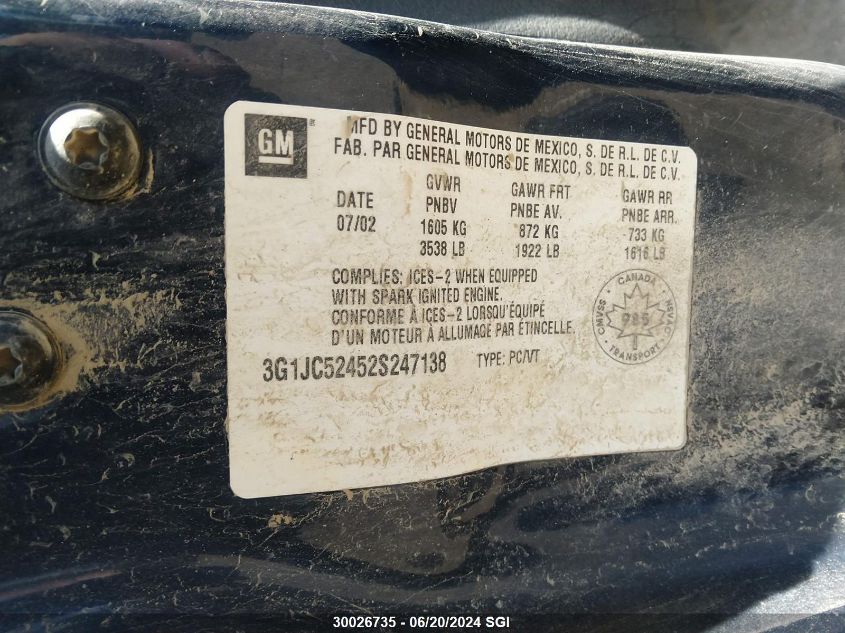 GM
MFD BY GENERAL MOTORS DE MEXICO, S. DE R.L. DE C.V.
FAB. PAR GENERAL MOTORS DE MEXICO, S. DE R.L. DE C.V.
DATE
07/02
GVWR
PNBV
1605 KG
3538 LB
GAWR FRT
PNBE AV.
872 KG
1922 LB
GAWR RR
PNBE ARR.
733 KG
1616 LB
COMPLIES: ICES-2 WHEN EQUIPPED
WITH SPARK IGNITED ENGINE.
CONFORME À ICES-2 LORSQU'ÉQUIPÉ
D'UN MOTEUR A ALLUMAGE PAR ÉTINCELLE.
CANADA
TRANSPORT
3G1JC52452S247138
TYPE: PC/VT
30026735 - 06/20/2024 SGI